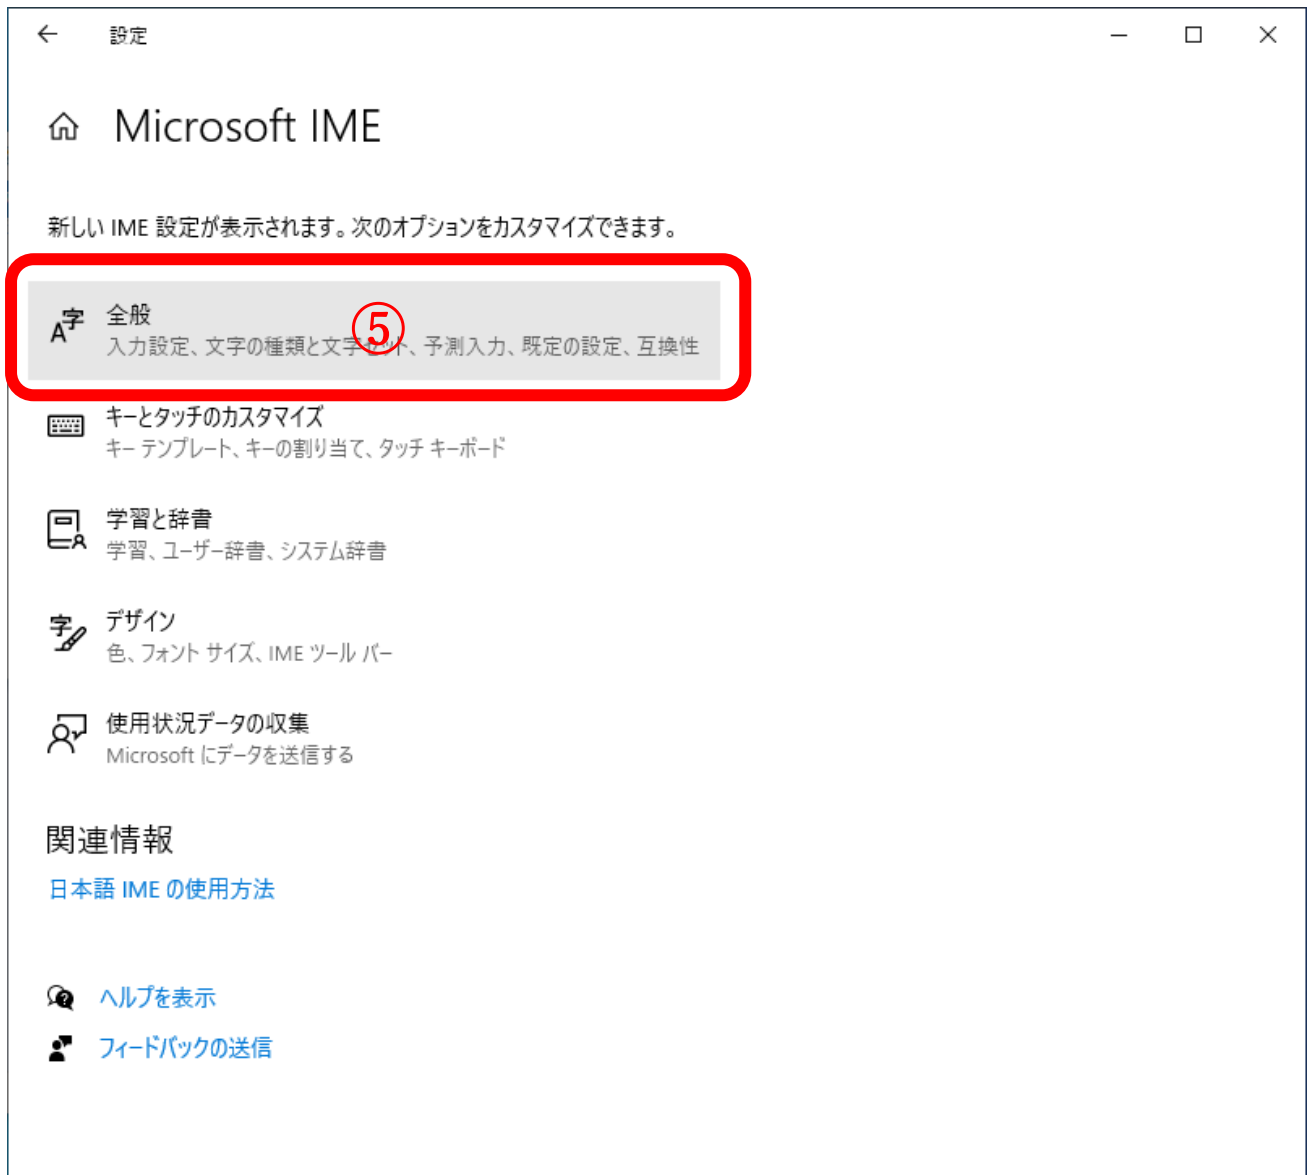 設定
Microsoft IME
新しい IME 設定が表示されます。次のオプションをカスタマイズできます。
全般
⑤
入力設定、文字の種類と文字セット、予測入力、既定の設定、互換性
キーとタッチのカスタマイズ
キー テンプレート、キーの割り当て、タッチ キーボード
学習と辞書
学習、ユーザー辞書、システム辞書
デザイン
色、フォント サイズ、IME ツール バー
使用状況データの収集
Microsoft にデータを送信する
関連情報
日本語 IME の使用方法
ヘルプを表示
フィードバックの送信